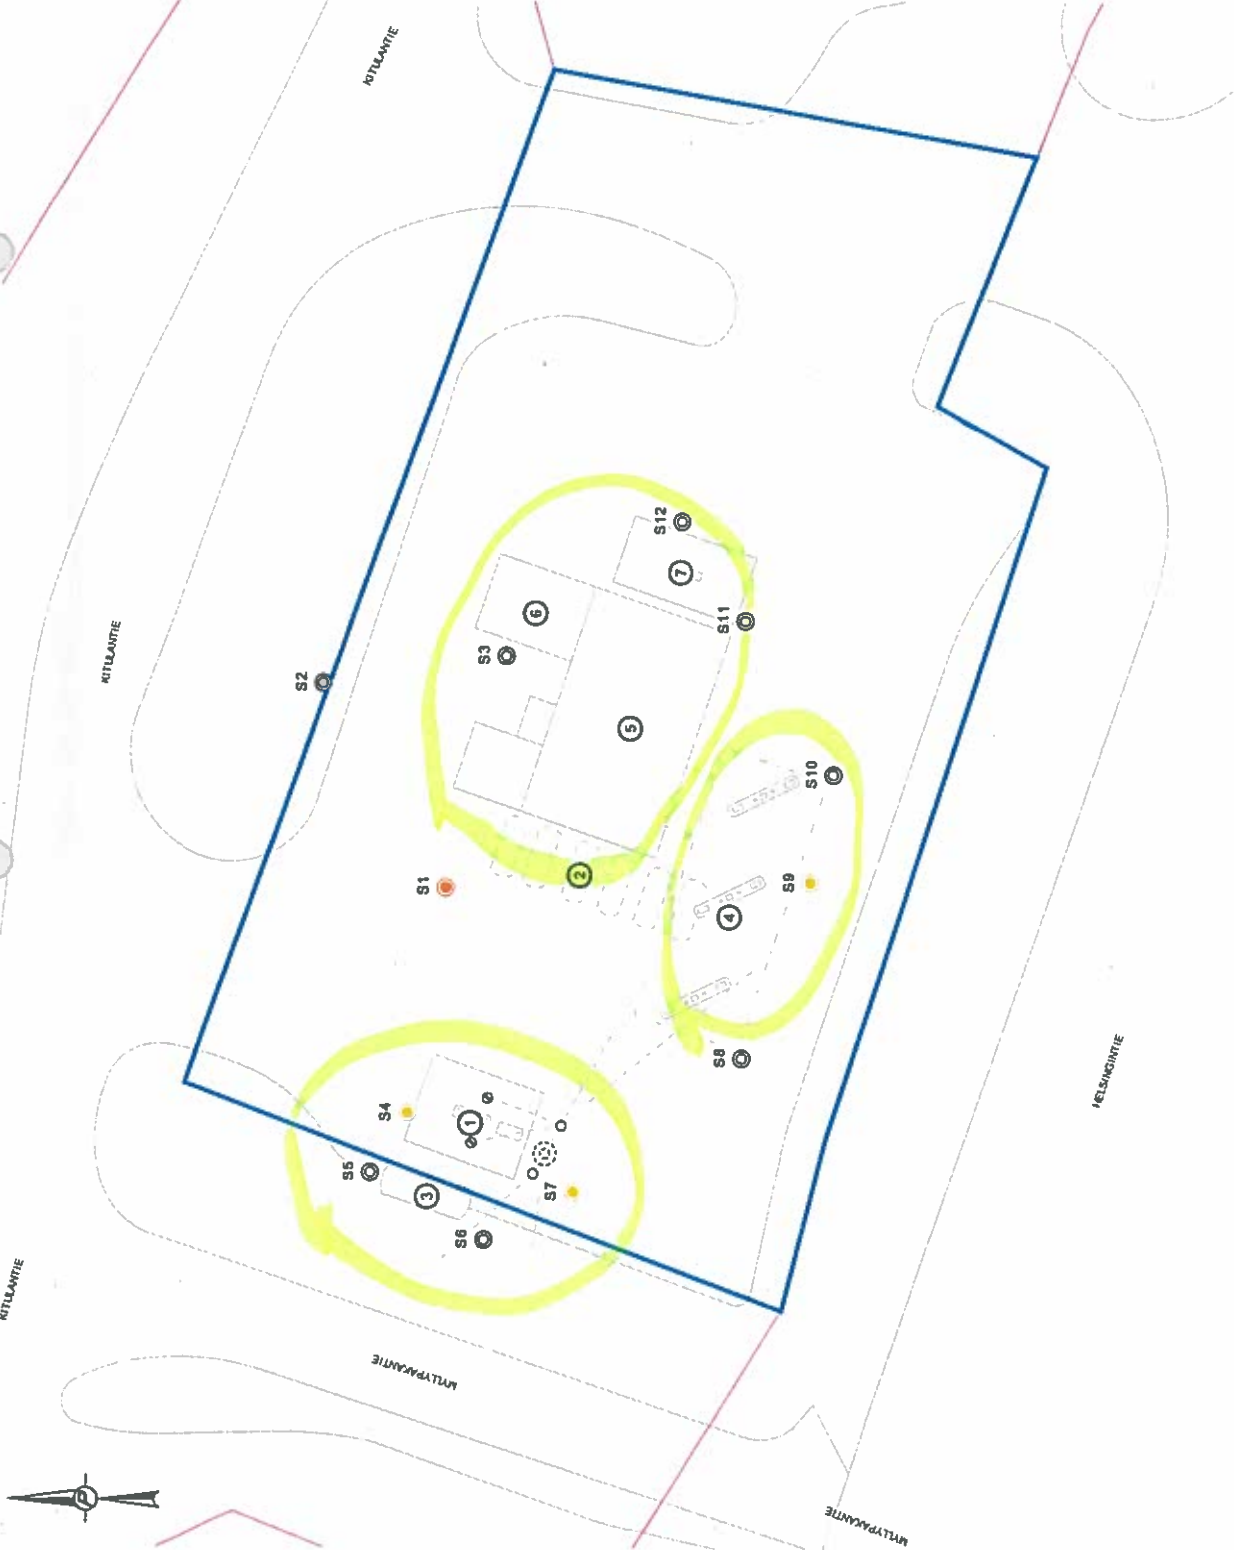 KITULANTIE
S12
7
6
S11
S3
KITULANTIE
S2
5
S10
2
S1
S9
4
S8
S4
1
S5
3
S7
S6
HELSINGINTIE
KITULANTIE
MYLLYPAKANTIE
P
MYLLYPAKANTIE